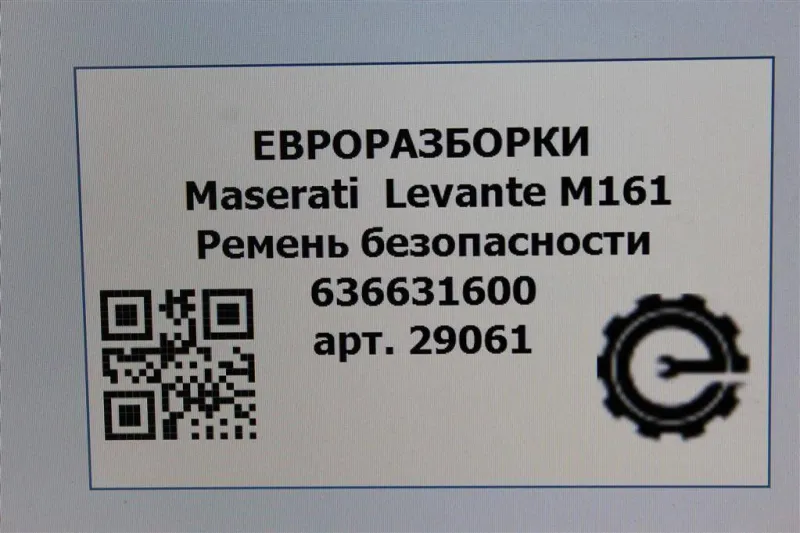 ЕВРОРАЗБОРКИ
Maserati Levante M161
Ремень безопасности
636631600
арт. 29061